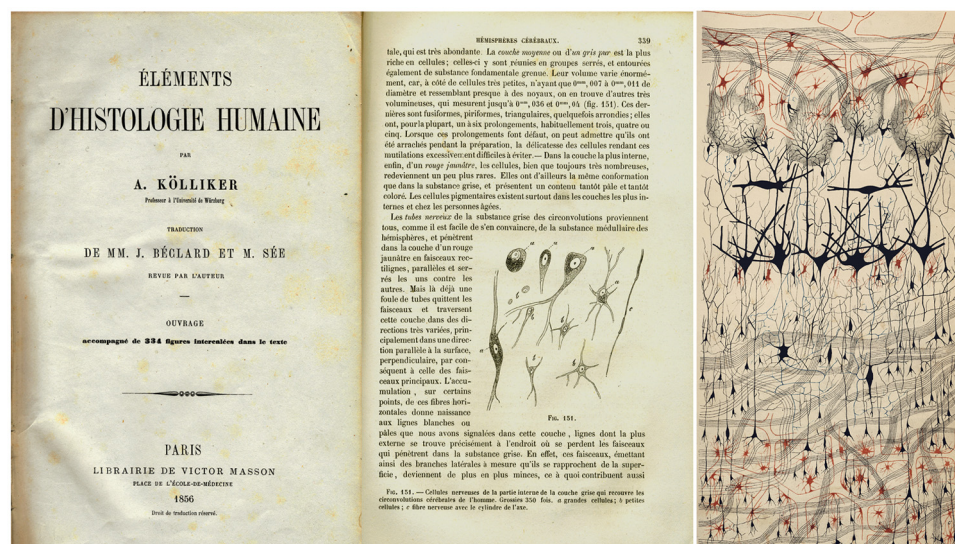 ÉLÉMENTS
D'HISTOLOGIE HUMAINE
PAR
A. KÖLLIKER
Professeur à l'Université de Würzburg
TRADUCTION
DE MM. J. BÉCLARD ET M. SÉE
REVUE PAR L'AUTEUR
OUVRAGE
accompagné de 334 figures intercalées dans le texte
PARIS
LIBRAIRIE DE VICTOR MASSON
PLACE DE L'ÉCOLE-DE-MÉDECINE
1856
Droit de traduction réservé.
HÉMISPHÈRES CÉRÉBRAUX. 339
tale, qui est très abondante. La couche moyenne ou d'un gris pur est la plus
riche en cellules; celles-ci y sont réunies en groupes serrés, et entourées
également de substance fondamentale grenue. Leur volume varie énormé-
ment, car, à côté de cellules très petites, n'ayant que 0mm,007 à 0mm,011 de
diamètre et ressemblant presque à des noyaux, on en trouve d'autres très
volumineuses, qui mesurent jusqu'à 0mm,036 et 0mm,04 (fig. 151). Ces der-
nières sont fusiformes, piriformes, triangulaires, quelquefois arrondies; elles
ont, pour la plupart, un à six prolongements, habituellement trois, quatre ou
cinq. Lorsque ces prolongements font défaut, on peut admettre qu'ils ont
été arrachés pendant la préparation, la délicatesse des cellules rendant ces
mutilations excessivement difficiles à éviter. — Dans la couche la plus interne,
enfin, d'un rouge jaunâtre, les cellules, bien que toujours très nombreuses,
redeviennent un peu plus rares. Elles ont d'ailleurs la même conformation
que dans la substance grise, et présentent un contenu tantôt pâle et tantôt
coloré. Les cellules pigmentaires existent surtout dans les couches les plus in-
ternes et chez les personnes âgées.
Les tubes nerveux de la substance grise des circonvolutions proviennent
tous, comme il est facile de s'en convaincre, de la substance médullaire des
hémisphères, et pénètrent
dans la couche d'un rouge
jaunâtre en faisceaux rec-
tilignes, parallèles et ser-
rés les uns contre les
autres. Mais là déjà une
foule de tubes quittent les
faisceaux et traversent
cette couche dans des di-
rections très variées, prin-
cipalement dans une direc-
tion parallèle à la surface,
perpendiculaire, par con-
séquent à celle des fais-
ceaux principaux. L'accu-
mulation, sur certains
points, de ces fibres hori-
zontales donne naissance
aux lignes blanches ou
FIG. 151.
pâles que nous avons signalées dans cette couche, lignes dont la plus
externe se trouve précisément à l'endroit où se perdent les faisceaux
qui pénètrent dans la substance grise. En effet, ces faisceaux, émettant
ainsi des branches latérales à mesure qu'ils se rapprochent de la super-
ficie, deviennent de plus en plus minces, ce à quoi contribuent aussi
FIG. 151. — Cellules nerveuses de la partie interne de la couche grise qui recouvre les
circonvolutions cérébrales de l'homme. Grossies 350 fois. a grandes cellules; b petites
cellules; c fibre nerveuse avec le cylindre de l'axe.